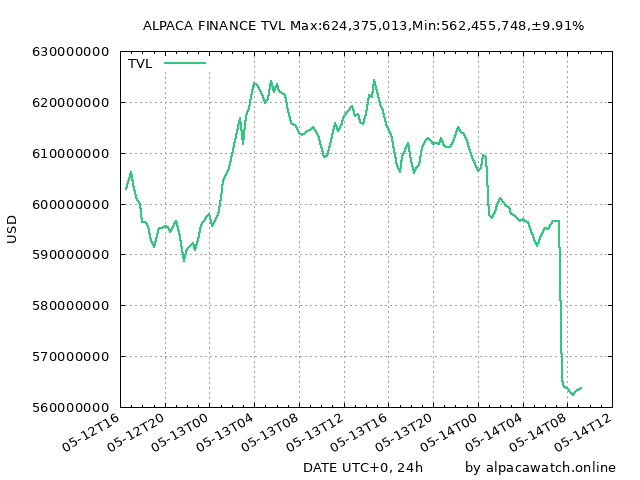 ALPACA FINANCE TVL Max:624,375,013,Min:562,455,748,±9.91%
TVL
630000000
620000000
610000000
600000000
590000000
580000000
570000000
560000000
USD
05-12T16
05-12T20
05-13T00
05-13T04
05-13T08
05-13T12
05-13T16
05-13T20
05-14T00
05-14T04
05-14T08
05-14T12
DATE UTC+0, 24h
by alpacawatch.online